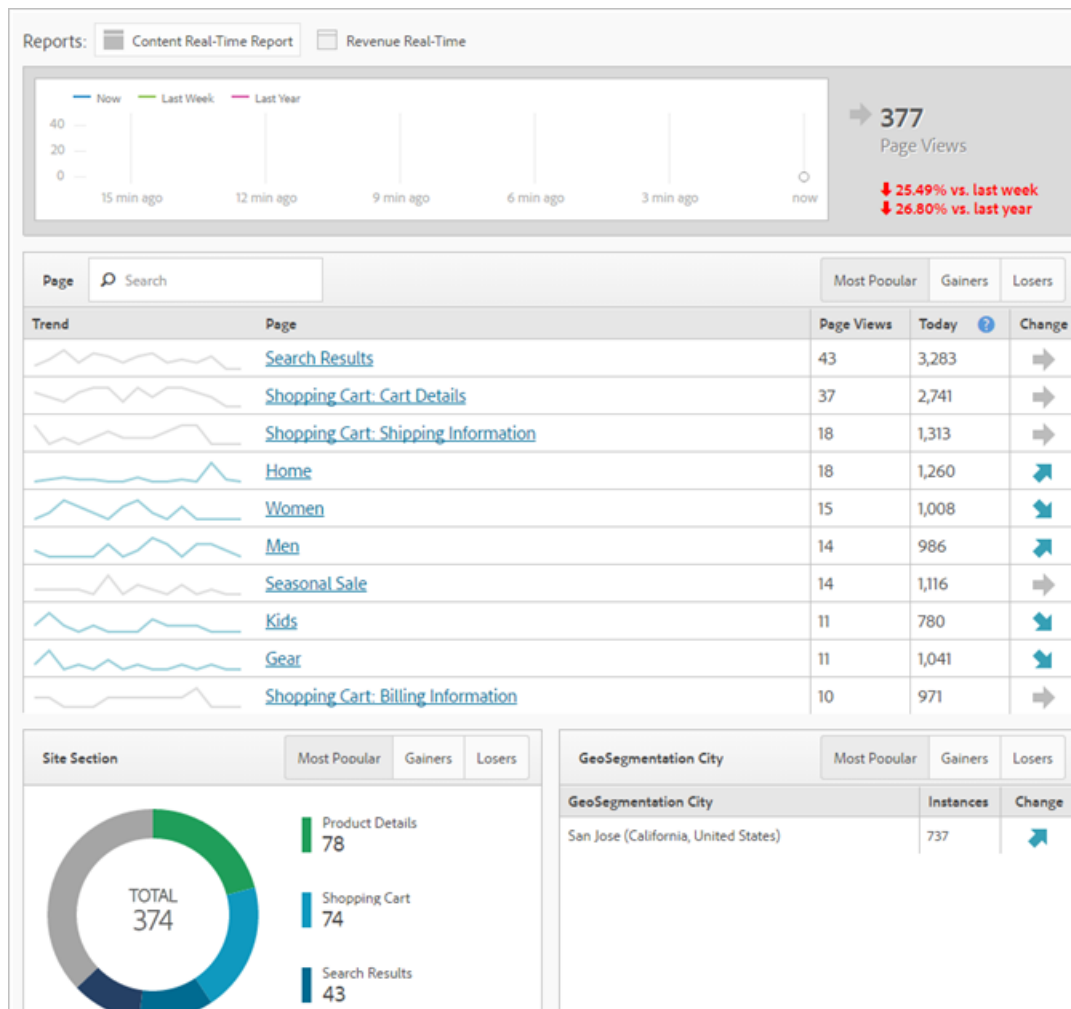 Reports: Content Real-Time Report Revenue Real-Time
Now Last Week Last Year
40
20
0
15 min ago 12 min ago 9 min ago 6 min ago 3 min ago now
377
Page Views
25.49% vs. last week
26.80% vs. last year
Page Search Most Popular Gainers Losers
Trend Page Page Views Today ? Change
Search Results 43 3,283
Shopping Cart: Cart Details 37 2,741
Shopping Cart: Shipping Information 18 1,313
Home 18 1,260
Women 15 1,008
Men 14 986
Seasonal Sale 14 1,116
Kids 11 780
Gear 11 1,041
Shopping Cart: Billing Information 10 971
Site Section Most Popular Gainers Losers
TOTAL
374
Product Details
78
Shopping Cart
74
Search Results
43
GeoSegmentation City Most Popular Gainers Losers
GeoSegmentation City Instances Change
San Jose (California, United States) 737